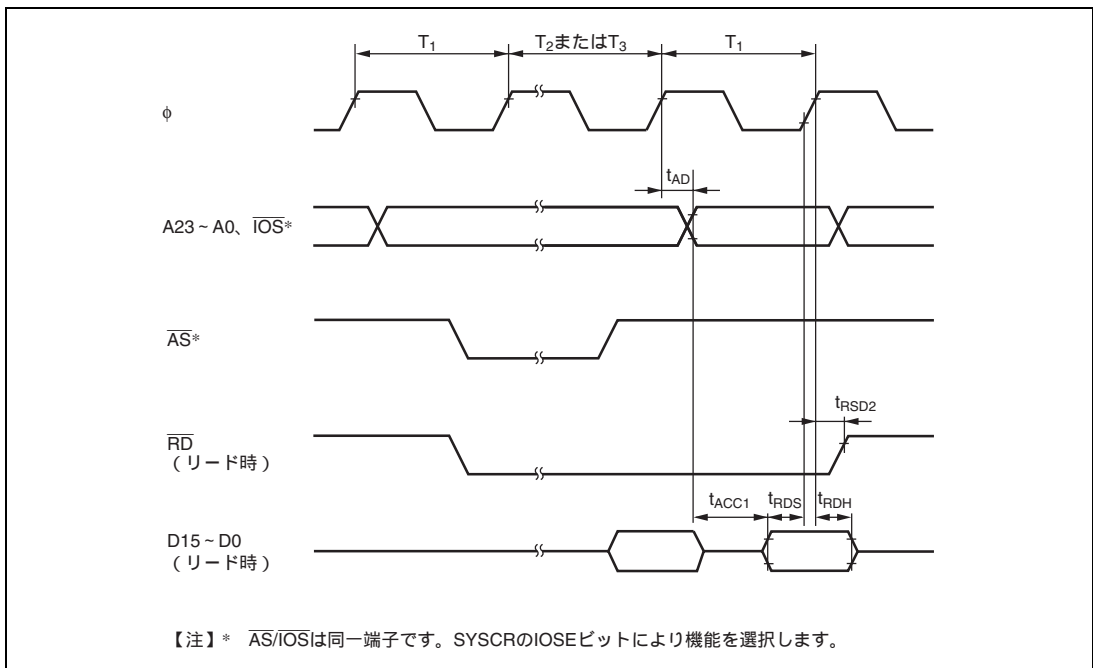 T1 T2またはT3 T1
φ
tAD
A23～A0、IOS*
AS*
tRSD2
RD
（リード時）
tACC1 tRDS tRDH
D15～D0
（リード時）
【注】* AS/IOSは同一端子です。SYSCRのIOSEビットにより機能を選択します。